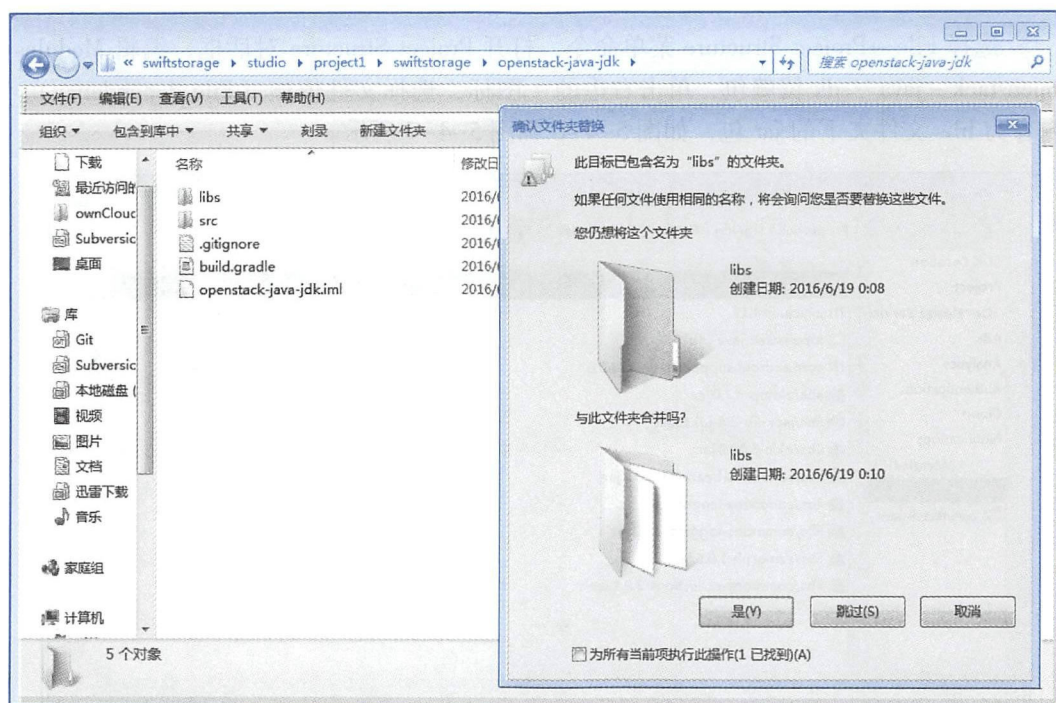 « swiftstorage ▸ studio ▸ project1 ▸ swiftstorage ▸ openstack-java-jdk ▸
搜索 openstack-java-jdk
文件(F) 编辑(E) 查看(V) 工具(T) 帮助(H)
组织 ▾ 包含到库中 ▾ 共享 ▾ 刻录 新建文件夹
下载
最近访问的
ownClouc
Subversic
桌面
库
Git
Subversic
本地磁盘 (
视频
图片
文档
迅雷下载
音乐
家庭组
计算机
名称 修改日
libs 2016/
src 2016/
.gitignore 2016/
build.gradle 2016/
openstack-java-jdk.iml 2016/
5 个对象
确认文件夹替换
此目标已包含名为 "libs" 的文件夹。
如果任何文件使用相同的名称，将会询问您是否要替换这些文件。
您仍想将这个文件夹
libs
创建日期: 2016/6/19 0:08
与此文件夹合并吗?
libs
创建日期: 2016/6/19 0:10
是(Y) 跳过(S) 取消
为所有当前项执行此操作(1 已找到)(A)